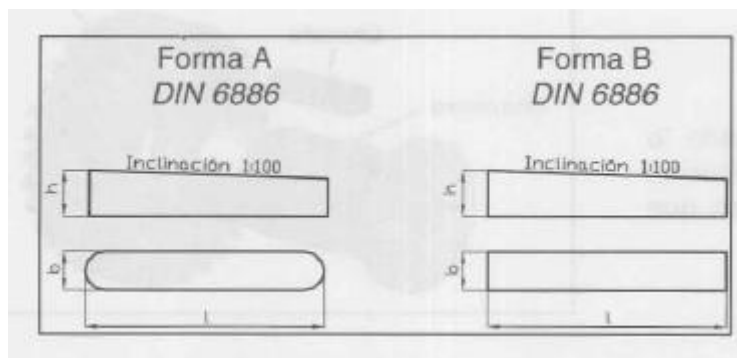 Forma A
DIN 6886
Inclinación 1:100
h
b
l
Forma B
DIN 6886
Inclinación 1:100
h
b
l